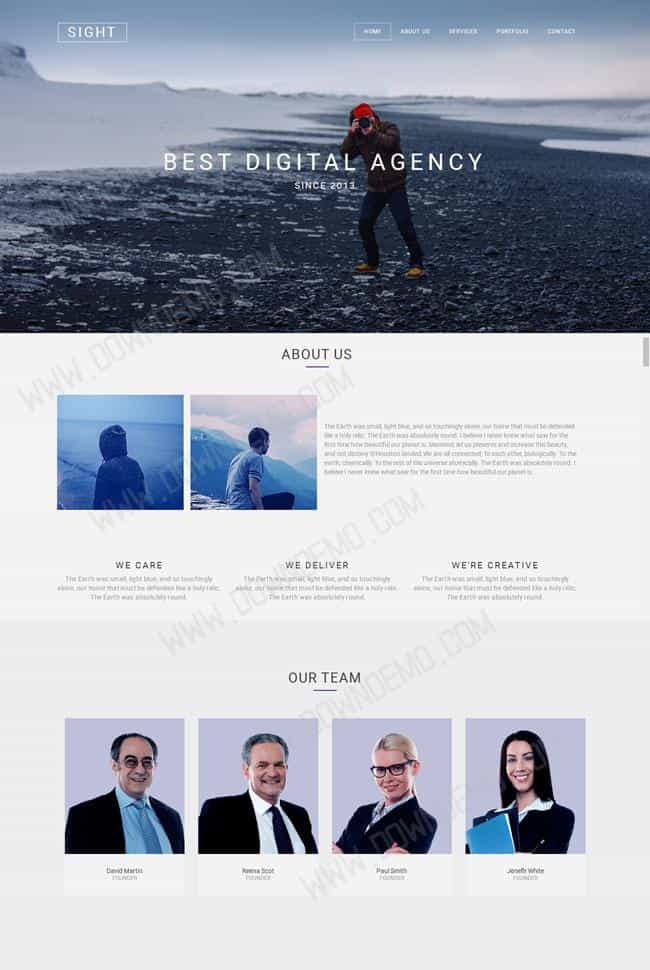 SIGHT
HOME ABOUT US SERVICES PORTFOLIO CONTACT
BEST DIGITAL AGENCY
SINCE 2013
ABOUT US
The Earth was small, light blue, and so touchingly alone, our home that must be defended
like a holy relic. The Earth was absolutely round. I believe I never knew what
first time how beautiful our planet is. Mankind, let us preserve and increase this beauty,
and not destroy it! Houston landed. We are all connected; To each other, biologically. To the
earth, chemically. To the rest of the universe atomically. The Earth was absolutely round. I
believe I never knew what
saw for the first time how beautiful our planet is.
WE CARE
The Earth was small, light blue, and so touchingly
alone, our home that must be defended like a holy relic.
The Earth was absolutely round.
WE DELIVER
The Earth was small, light blue, and so touchingly
alone, our home that must be defended like a holy relic.
The Earth was absolutely round.
WE'RE CREATIVE
The Earth was small, light blue, and so touchingly
alone, our home that must be defended like a holy relic.
The Earth was absolutely round.
OUR TEAM
David Martin
FOUNDER
Reena Scot
FOUNDER
Paul Smith
FOUNDER
Jeneffr White
FOUNDER
WWW.DOWNDEMO.COM
WWW.DOWNDEMO.COM
WWW.DOWNDEMO.COM
WWW.DOWNDEMO.COM